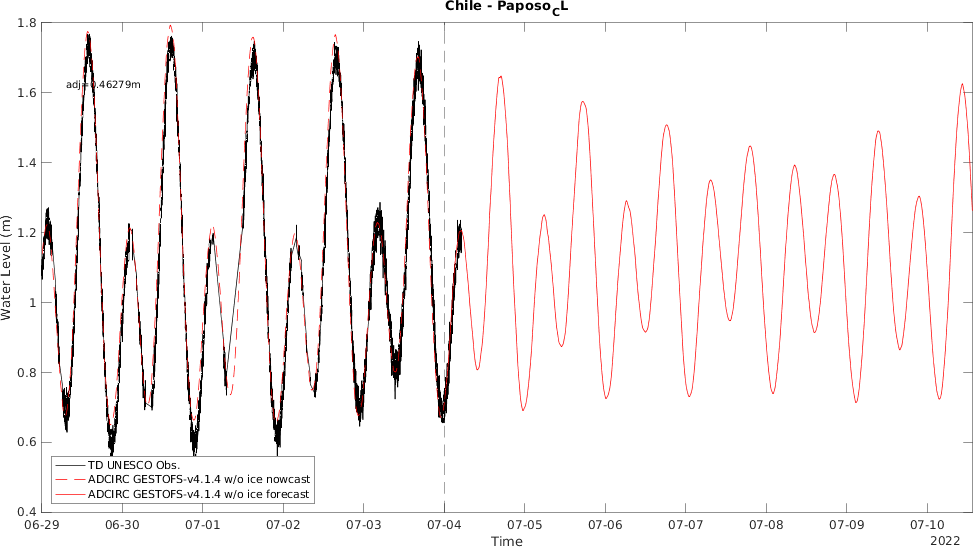 Chile - Paposo_CL
1.8
1.6
1.4
1.2
1
0.8
0.6
0.4
Water Level (m)
adj=0.46279m
TD UNESCO Obs.
ADCIRC GESTOFS-v4.1.4 w/o ice nowcast
ADCIRC GESTOFS-v4.1.4 w/o ice forecast
06-29 06-30 07-01 07-02 07-03 07-04 07-05 07-06 07-07 07-08 07-09 07-10
Time
2022